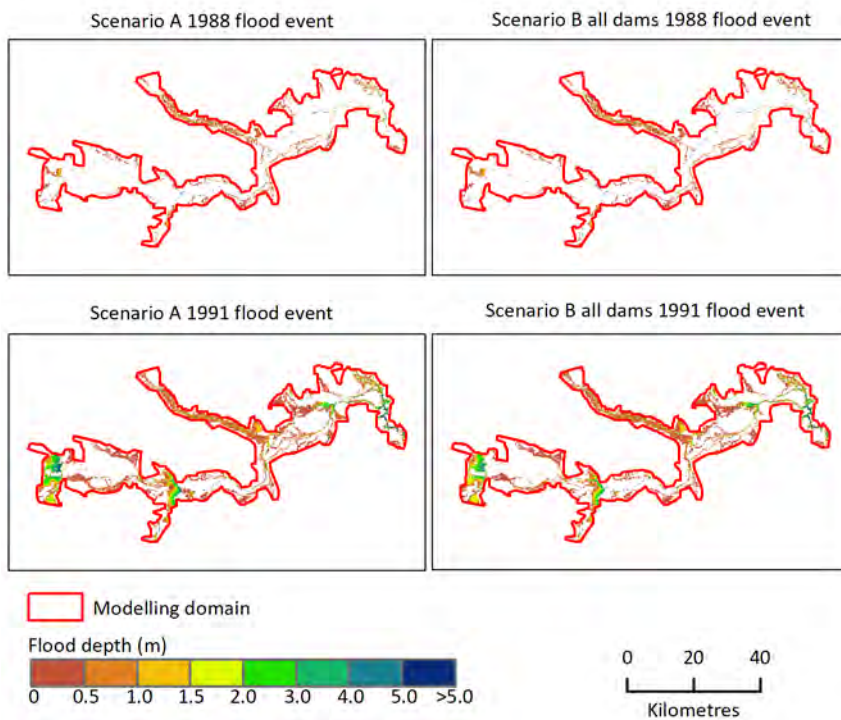 Scenario A 1988 flood event
Scenario B all dams 1988 flood event
Scenario A 1991 flood event
Scenario B all dams 1991 flood event
Modelling domain
Flood depth (m)
0 0.5 1.0 1.5 2.0 3.0 4.0 5.0 >5.0
0 20 40
Kilometres